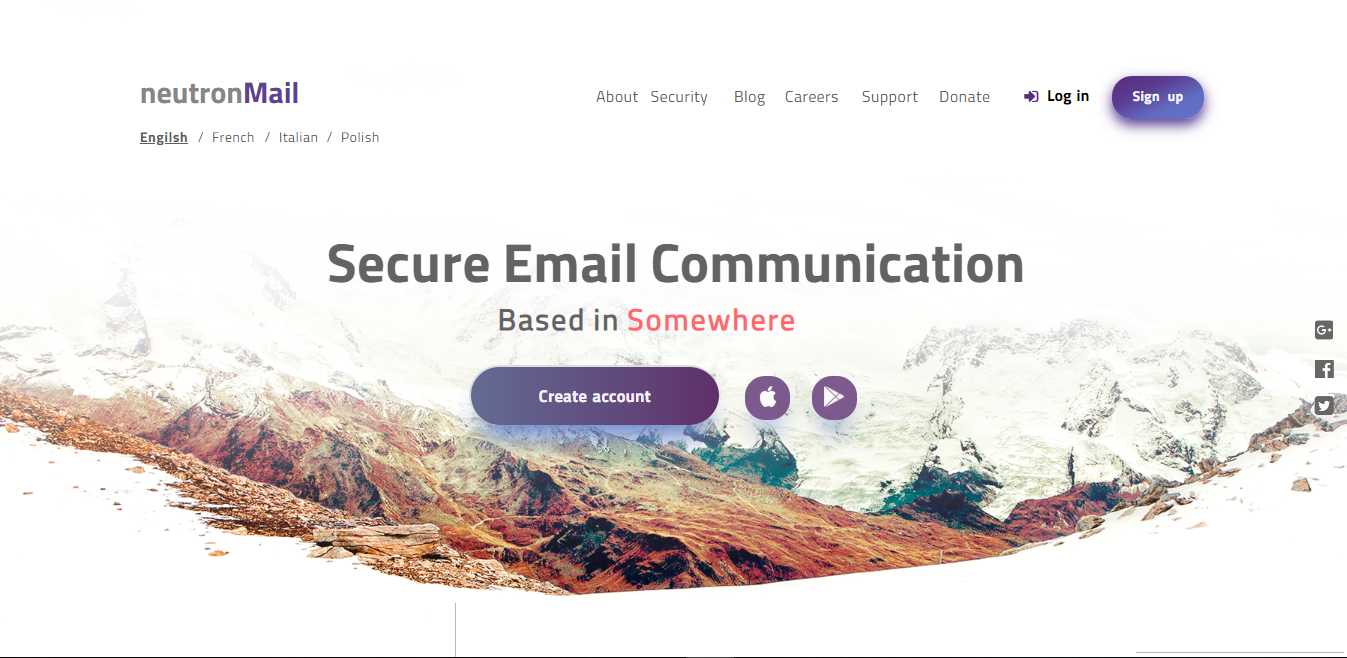 neutronMail
About Security Blog Careers Support Donate Log in Sign up
Engilsh / French / Italian / Polish
Secure Email Communication
Based in Somewhere
Create account
G+